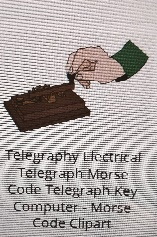 Telegraphy Electrical
Telegraph Morse
Code Telegraph Key
Computer - Morse
Code Clipart